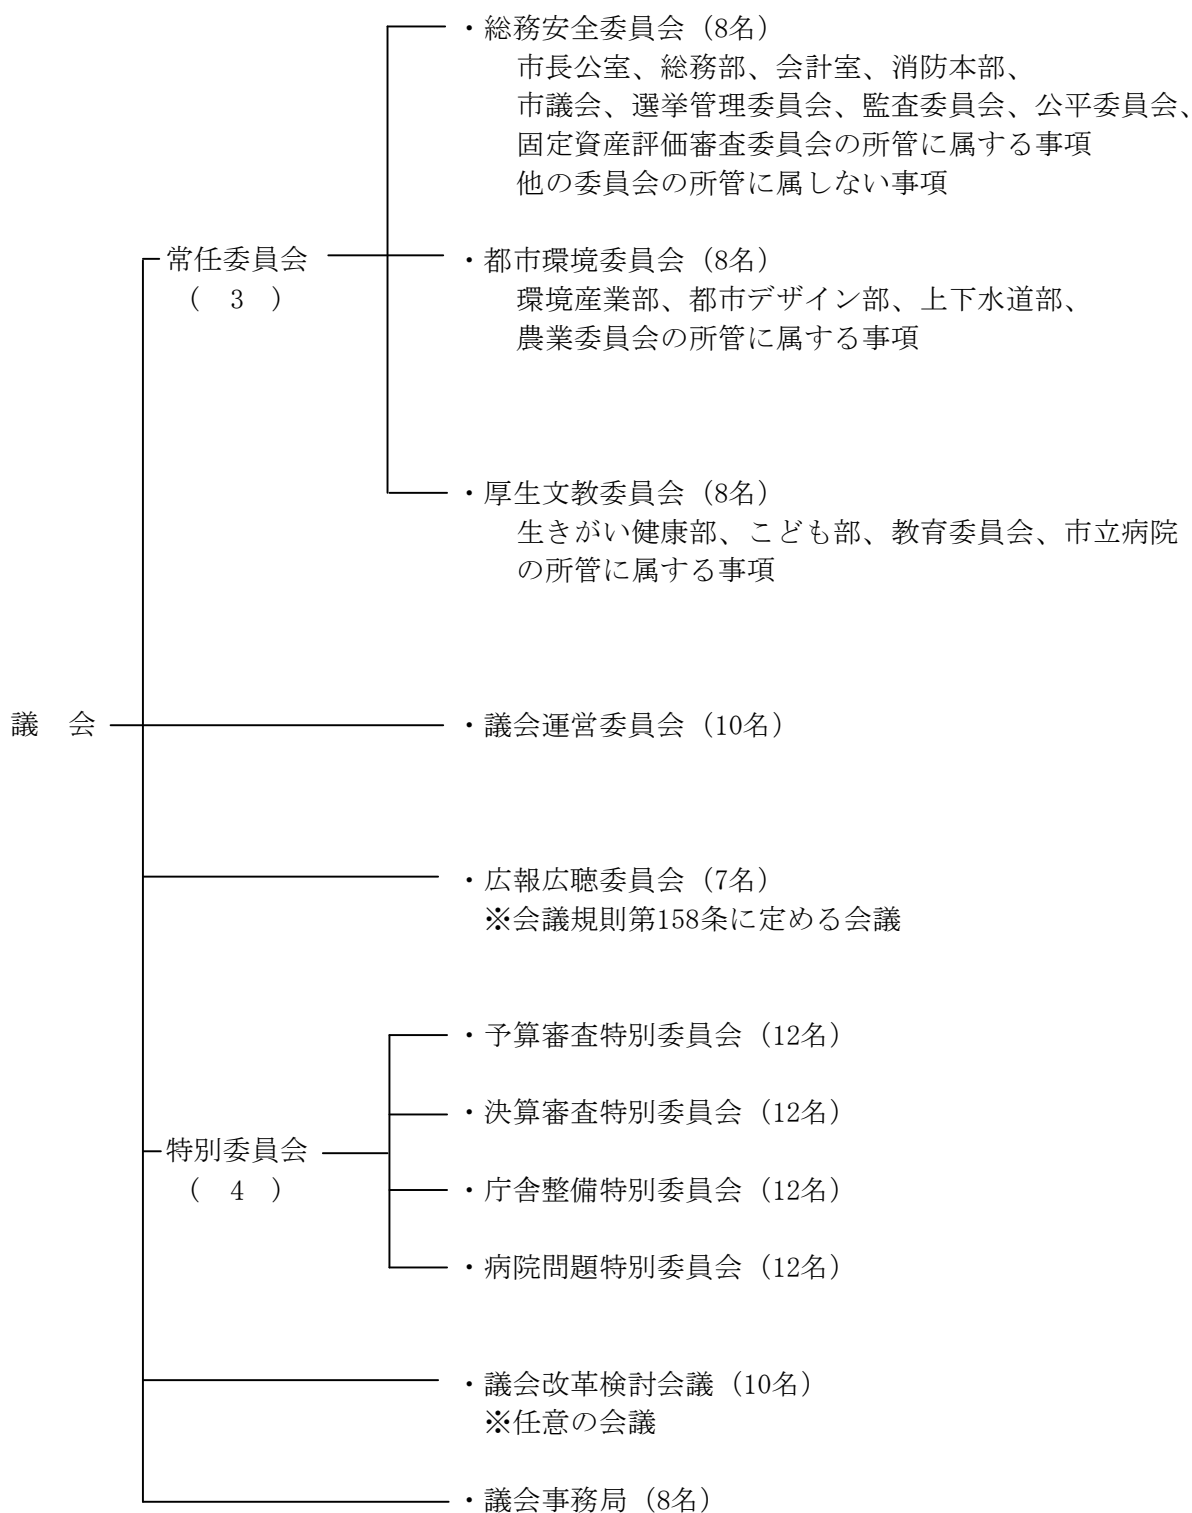 ・総務安全委員会（8名）
市長公室、総務部、会計室、消防本部、
市議会、選挙管理委員会、監査委員会、公平委員会、
固定資産評価審査委員会の所管に属する事項
他の委員会の所管に属しない事項
常任委員会
（　3　）
・都市環境委員会（8名）
環境産業部、都市デザイン部、上下水道部、
農業委員会の所管に属する事項
・厚生文教委員会（8名）
生きがい健康部、こども部、教育委員会、市立病院
の所管に属する事項
議　会
・議会運営委員会（10名）
・広報広聴委員会（7名）
※会議規則第158条に定める会議
・予算審査特別委員会（12名）
・決算審査特別委員会（12名）
特別委員会
（　4　）
・庁舎整備特別委員会（12名）
・病院問題特別委員会（12名）
・議会改革検討会議（10名）
※任意の会議
・議会事務局（8名）